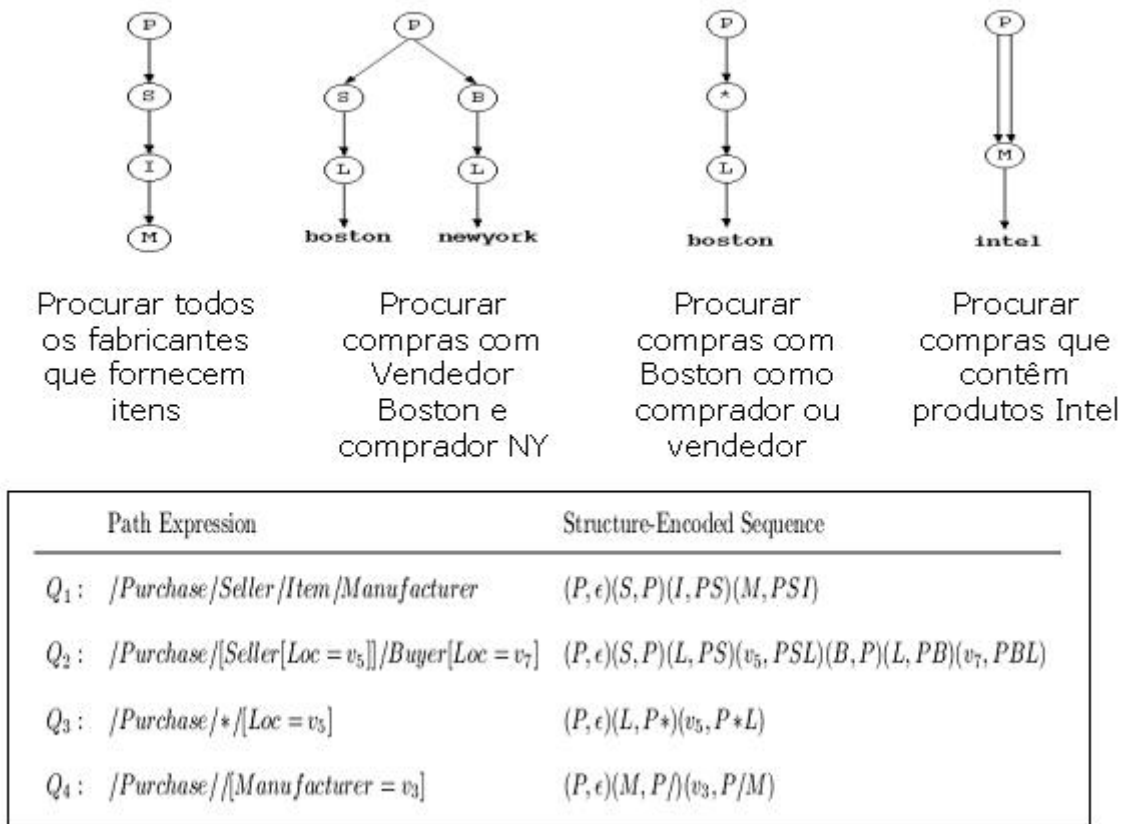 P P P P
S S B *
I L L L M
M boston newyork boston intel
Procurar todos
os fabricantes
que fornecem
itens
Procurar
compras com
Vendedor
Boston e
comprador NY
Procurar
compras com
Boston como
comprador ou
vendedor
Procurar
compras que
contêm
produtos Intel
Path Expression Structure-Encoded Sequence
Q₁ : /Purchase/Seller/Item/Manufacturer (P, ϵ)(S, P)(I, PS)(M, PSI)
Q₂ : /Purchase/[Seller[Loc = v₅]]/Buyer[Loc = v₇] (P, ϵ)(S, P)(L, PS)(v₅, PSL)(B, P)(L, PB)(v₇, PBL)
Q₃ : /Purchase/*/[Loc = v₅] (P, ϵ)(L, P*)(v₅, P*L)
Q₄ : /Purchase//[Manufacturer = v₃] (P, ϵ)(M, P/)(v₃, P/M)